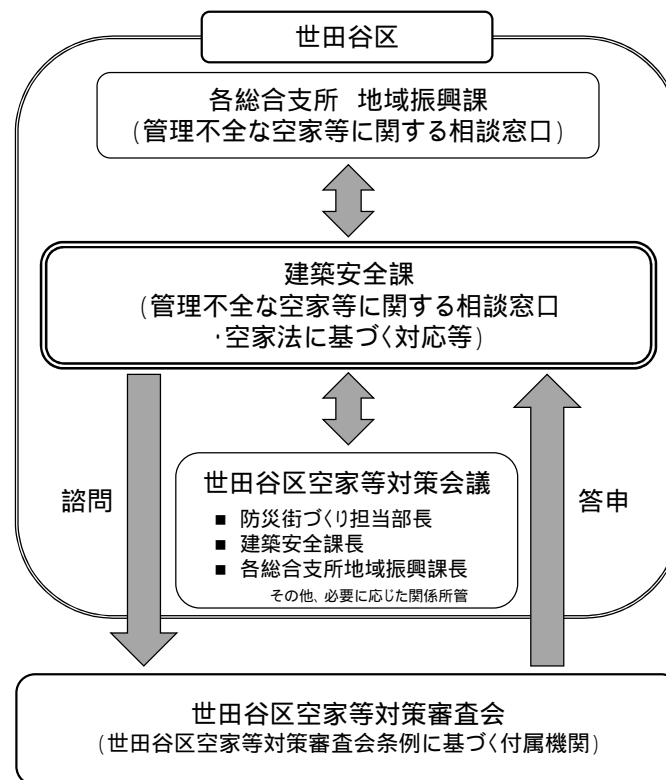 世田谷区
各総合支所 地域振興課
(管理不全な空家等に関する相談窓口)
建築安全課
(管理不全な空家等に関する相談窓口
・空家法に基づく対応等)
諮問
世田谷区空家等対策会議
■ 防災街づくり担当部長
■ 建築安全課長
■ 各総合支所地域振興課長
その他、必要に応じた関係所管
答申
世田谷区空家等対策審査会
(世田谷区空家等対策審査会条例に基づく付属機関)